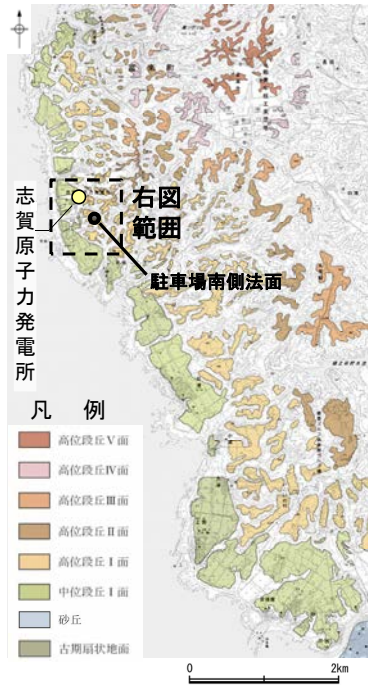 志賀原子力発電所
右図
範囲
駐車場南側法面
凡 例
高位段丘Ⅴ面
高位段丘Ⅳ面
高位段丘Ⅲ面
高位段丘Ⅱ面
高位段丘Ⅰ面
中位段丘Ⅰ面
砂丘
古期扇状地面
0 2km